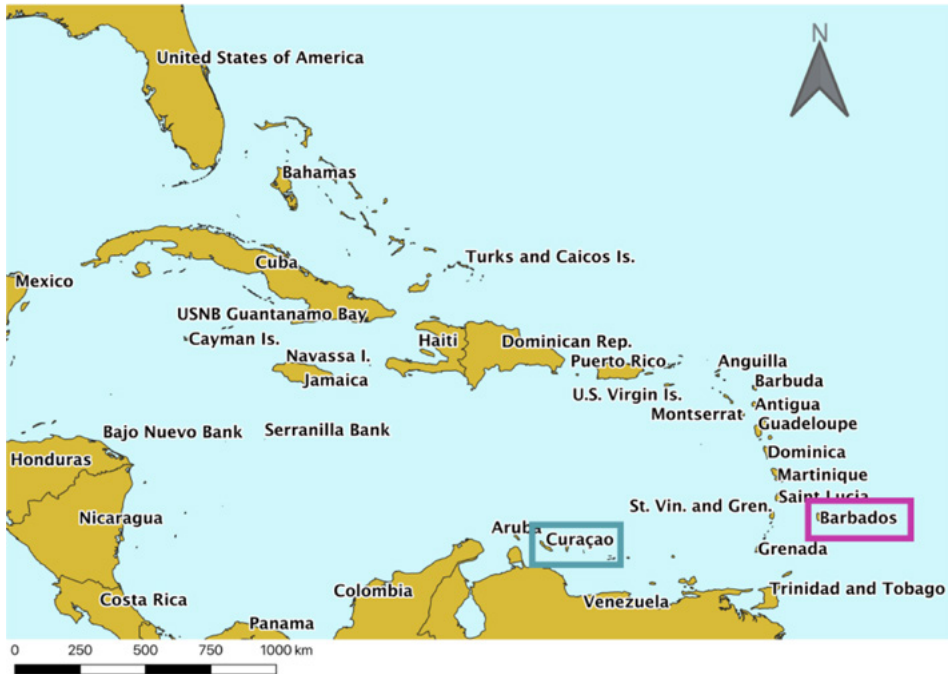 N
United States of America
Bahamas
Turks and Caicos Is.
Cuba
Mexico
USNB Guantanamo Bay
Cayman Is.
Haiti
Dominican Rep.
Navassa I.
Puerto Rico
Anguilla
Jamaica
Barbuda
U.S. Virgin Is.
Montserrat
Antigua
Guadeloupe
Bajo Nuevo Bank
Serranilla Bank
Honduras
Dominica
Martinique
Saint Lucia
St. Vin. and Gren.
Nicaragua
Barbados
Aruba
Curaçao
Grenada
Colombia
Trinidad and Tobago
Costa Rica
Venezuela
Panama
0 250 500 750 1000 km